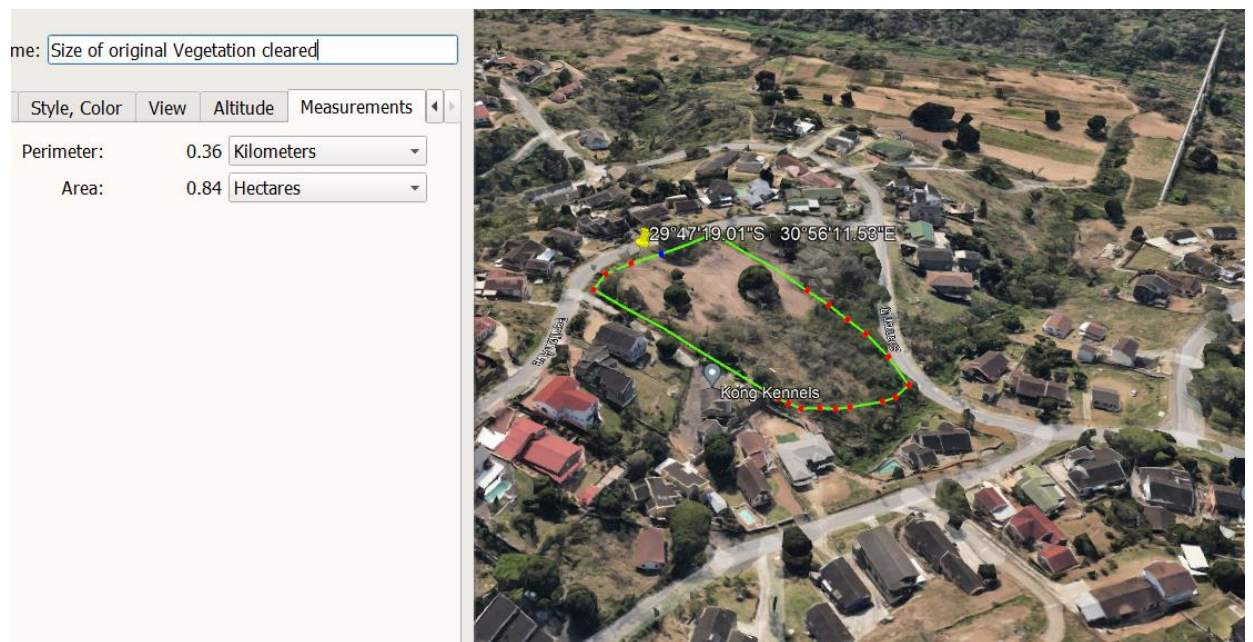 me: Size of original Vegetation cleared
Style, Color View Altitude Measurements
Perimeter: 0.36 Kilometers
Area: 0.84 Hectares
29°47'19.01"S 30°56'11.53"E
Kong Kennels